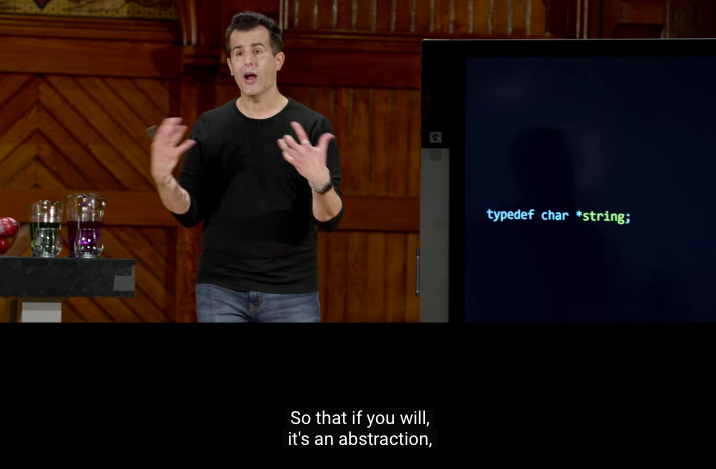 typedef char *string;
So that if you will,
it's an abstraction,